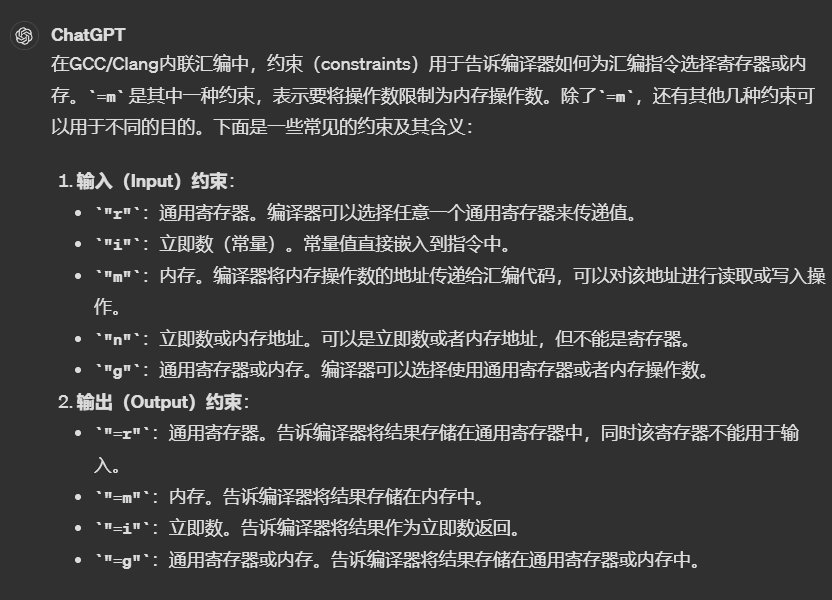 ChatGPT
在GCC/Clang内联汇编中，约束（constraints）用于告诉编译器如何为汇编指令选择寄存器或内
存。`=m`是其中一种约束，表示要将操作数限制为内存操作数。除了`=m`，还有其他几种约束可
以用于不同的目的。下面是一些常见的约束及其含义：
1. 输入（Input）约束：
• `"r"`：通用寄存器。编译器可以选择任意一个通用寄存器来传递值。
• `"i"`：立即数（常量）。常量值直接嵌入到指令中。
• `"m"`：内存。编译器将内存操作数的地址传递给汇编代码，可以对该地址进行读取或写入操
作。
• `"n"`：立即数或内存地址。可以是立即数或者内存地址，但不能是寄存器。
• `"g"`：通用寄存器或内存。编译器可以选择使用通用寄存器或者内存操作数。
2. 输出（Output）约束：
• `"=r"`：通用寄存器。告诉编译器将结果存储在通用寄存器中，同时该寄存器不能用于输
入。
• `"=m"`：内存。告诉编译器将结果存储在内存中。
• `"=i"`：立即数。告诉编译器将结果作为立即数返回。
• `"=g"`：通用寄存器或内存。告诉编译器将结果存储在通用寄存器或内存中。